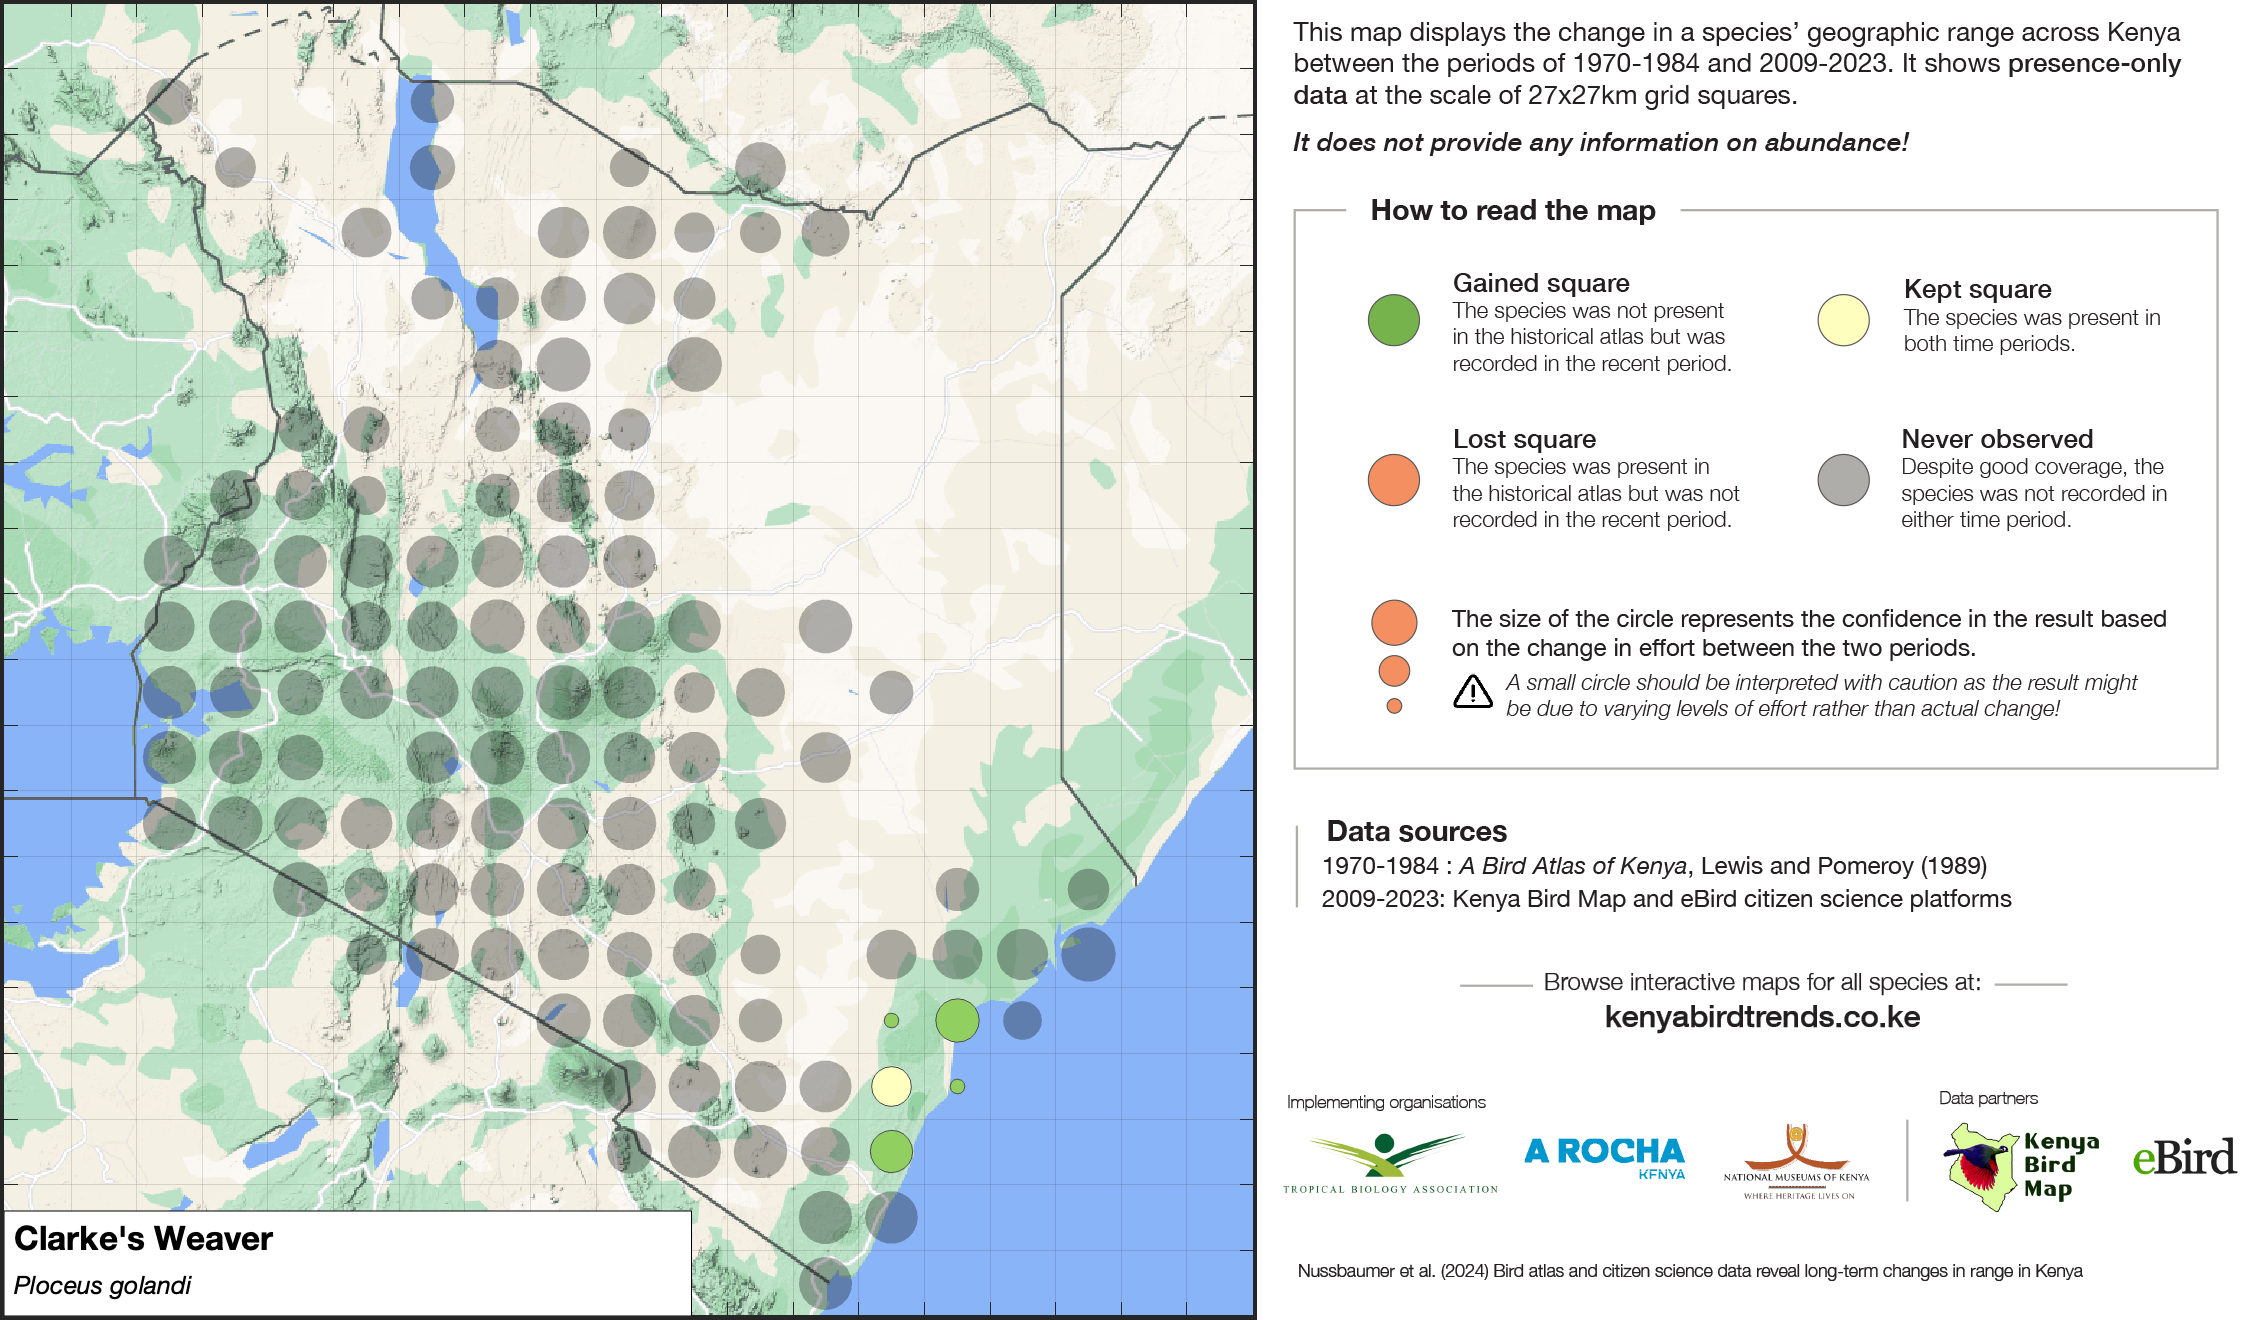 This map displays the change in a species’ geographic range across Kenya
between the periods of 1970-1984 and 2009-2023. It shows presence-only
data at the scale of 27x27km grid squares.
It does not provide any information on abundance!
How to read the map
Gained square
The species was not present
in the historical atlas but was
recorded in the recent period.
Kept square
The species was present in
both time periods.
Lost square
The species was present in
the historical atlas but was not
recorded in the recent period.
Never observed
Despite good coverage, the
species was not recorded in
either time period.
The size of the circle represents the confidence in the result based
on the change in effort between the two periods.
A small circle should be interpreted with caution as the result might
be due to varying levels of effort rather than actual change!
Data sources
1970-1984 : A Bird Atlas of Kenya, Lewis and Pomeroy (1989)
2009-2023: Kenya Bird Map and eBird citizen science platforms
Browse interactive maps for all species at:
kenyabirdtrends.co.ke
Implementing organisations
Data partners
TROPICAL BIOLOGY ASSOCIATION
A ROCHA
KENYA
NATIONAL MUSEUMS OF KENYA
WHERE HERITAGE LIVES ON
Kenya
Bird
Map
eBird
Clarke's Weaver
Ploceus golandi
Nussbaumer et al. (2024) Bird atlas and citizen science data reveal long-term changes in range in Kenya